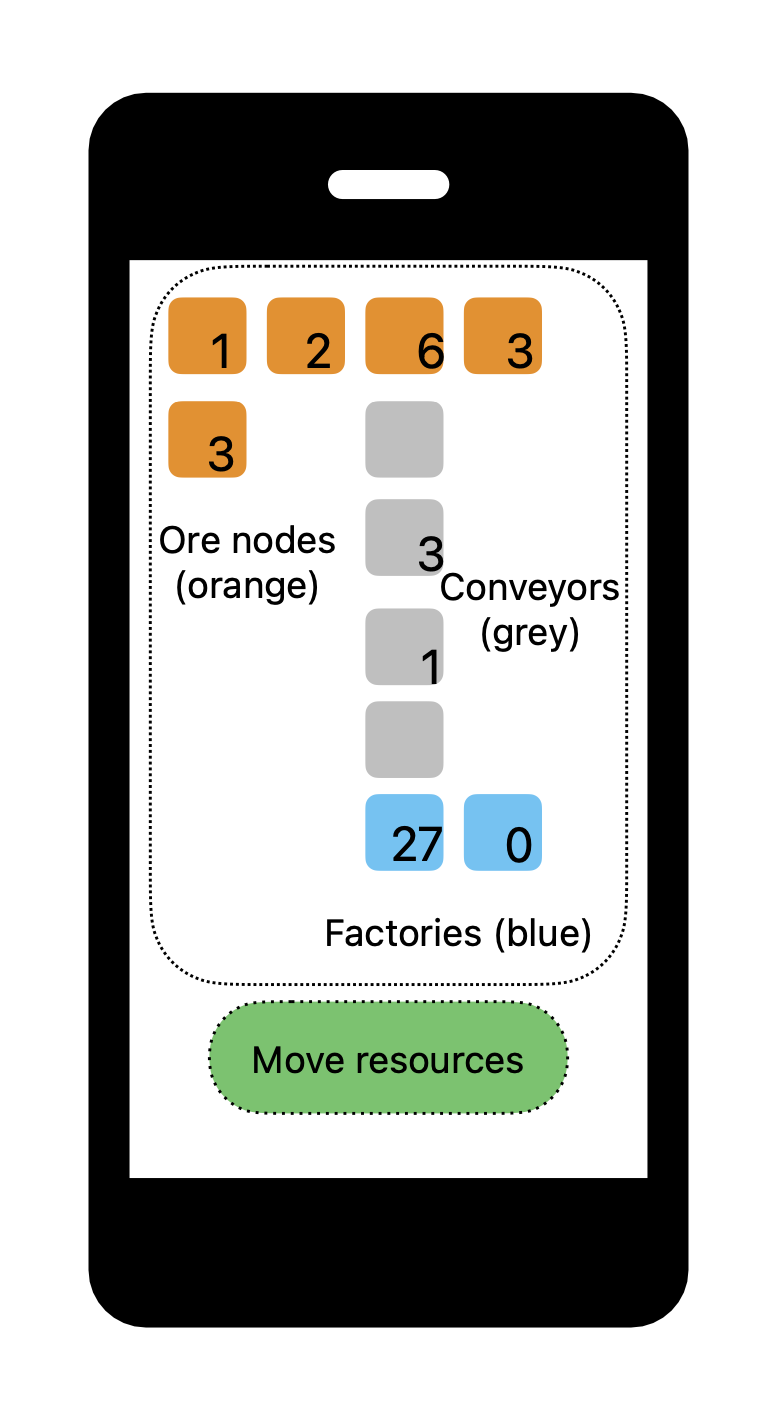 1 2 6 3
3
Ore nodes
(orange)
3
Conveyors
(grey)
1
27 0
Factories (blue)
Move resources